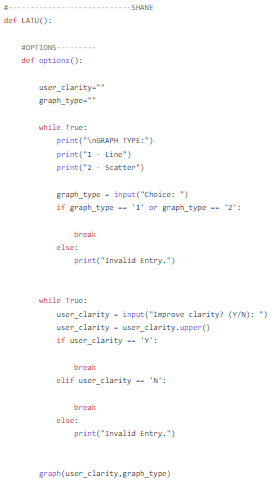 #----------------------------SHANE
def LATU():
#OPTIONS---------
def options():
user_clarity=""
graph_type=""
while True:
print("\nGRAPH TYPE:")
print("1 - Line")
print("2 - Scatter")
graph_type = input("Choice: ")
if graph_type == '1' or graph_type == '2':
break
else:
print("Invalid Entry.")
while True:
user_clarity = input("Improve clarity? (Y/N): ")
user_clarity = user_clarity.upper()
if user_clarity == 'Y':
break
elif user_clarity == 'N':
break
else:
print("Invalid Entry.")
graph(user_clarity,graph_type)